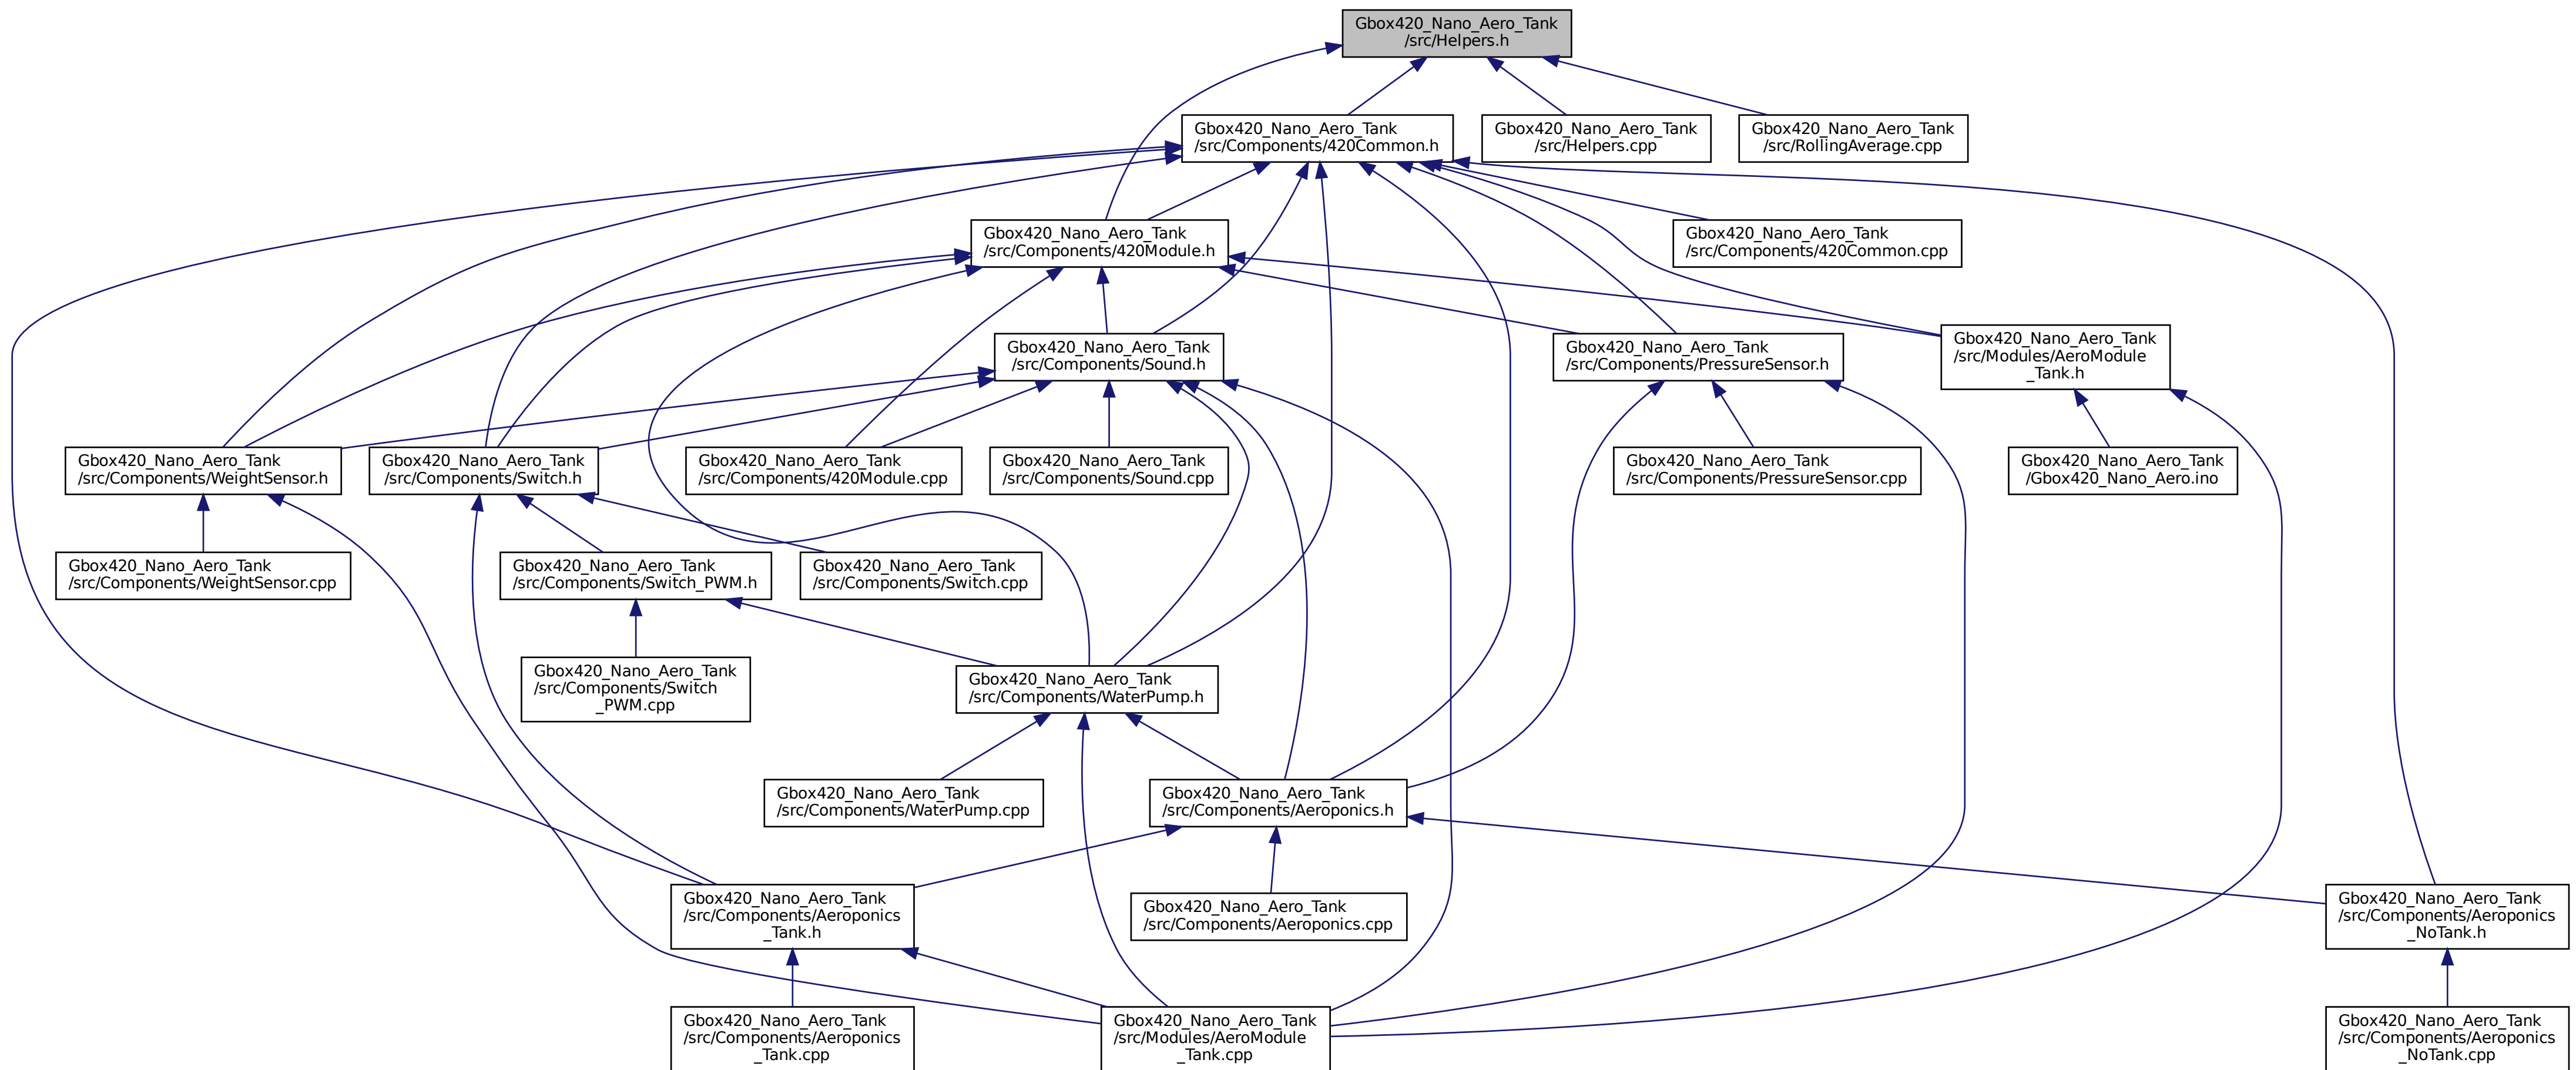 Gbox420_Nano_Aero_Tank
/src/Helpers.h
Gbox420_Nano_Aero_Tank
/src/Components/420Common.h
Gbox420_Nano_Aero_Tank
/src/Helpers.cpp
Gbox420_Nano_Aero_Tank
/src/RollingAverage.cpp
Gbox420_Nano_Aero_Tank
/src/Components/420Module.h
Gbox420_Nano_Aero_Tank
/src/Components/420Common.cpp
Gbox420_Nano_Aero_Tank
/src/Components/Sound.h
Gbox420_Nano_Aero_Tank
/src/Components/PressureSensor.h
Gbox420_Nano_Aero_Tank
/src/Modules/AeroModule
_Tank.h
Gbox420_Nano_Aero_Tank
/src/Components/WeightSensor.h
Gbox420_Nano_Aero_Tank
/src/Components/Switch.h
Gbox420_Nano_Aero_Tank
/src/Components/420Module.cpp
Gbox420_Nano_Aero_Tank
/src/Components/Sound.cpp
Gbox420_Nano_Aero_Tank
/src/Components/PressureSensor.cpp
Gbox420_Nano_Aero_Tank
/Gbox420_Nano_Aero.ino
Gbox420_Nano_Aero_Tank
/src/Components/WeightSensor.cpp
Gbox420_Nano_Aero_Tank
/src/Components/Switch_PWM.h
Gbox420_Nano_Aero_Tank
/src/Components/Switch.cpp
Gbox420_Nano_Aero_Tank
/src/Components/Switch
_PWM.cpp
Gbox420_Nano_Aero_Tank
/src/Components/WaterPump.h
Gbox420_Nano_Aero_Tank
/src/Components/WaterPump.cpp
Gbox420_Nano_Aero_Tank
/src/Components/Aeroponics.h
Gbox420_Nano_Aero_Tank
/src/Components/Aeroponics
_Tank.h
Gbox420_Nano_Aero_Tank
/src/Components/Aeroponics.cpp
Gbox420_Nano_Aero_Tank
/src/Components/Aeroponics
_NoTank.h
Gbox420_Nano_Aero_Tank
/src/Components/Aeroponics
_Tank.cpp
Gbox420_Nano_Aero_Tank
/src/Modules/AeroModule
_Tank.cpp
Gbox420_Nano_Aero_Tank
/src/Components/Aeroponics
_NoTank.cpp